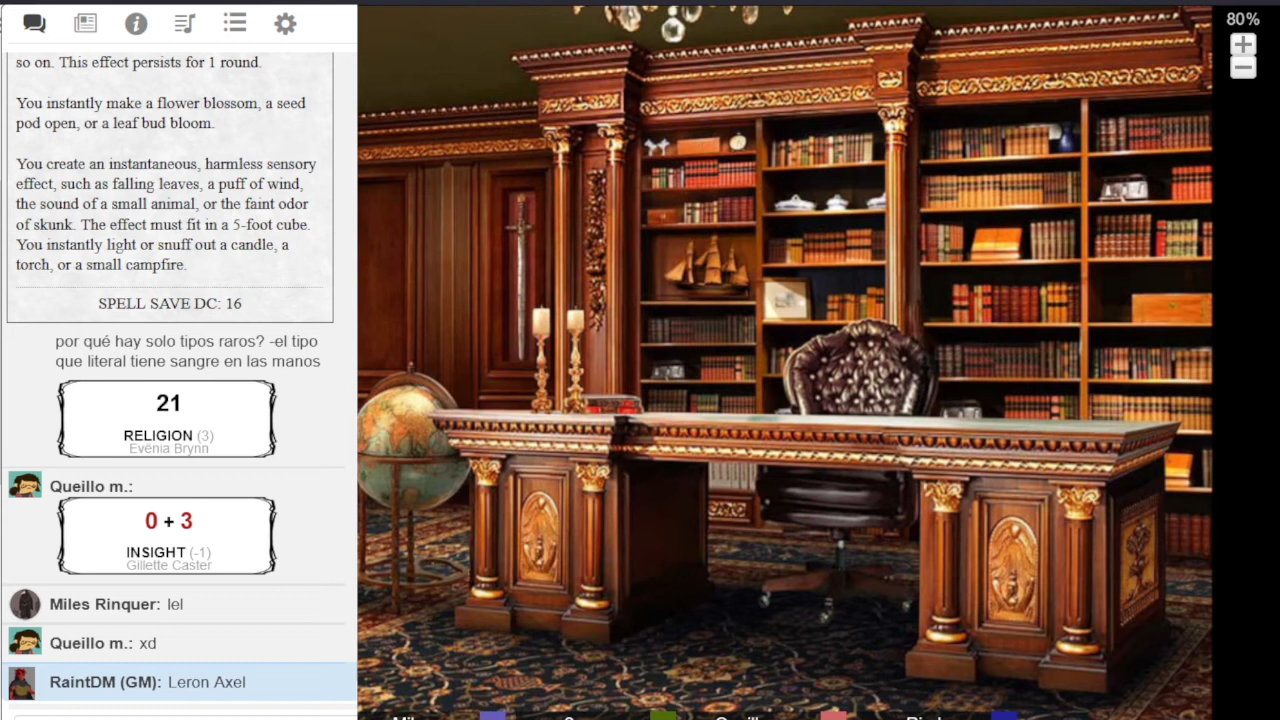 80%
so on. This effect persists for 1 round.
You instantly make a flower blossom, a seed
pod open, or a leaf bud bloom.
You create an instantaneous, harmless sensory
effect, such as falling leaves, a puff of wind,
the sound of a small animal, or the faint odor
of skunk. The effect must fit in a 5-foot cube.
You instantly light or snuff out a candle, a
torch, or a small campfire.
SPELL SAVE DC: 16
por qué hay solo tipos raros? -el tipo
que literal tiene sangre en las manos
21
RELIGION (3)
Evënia Brynn
Queillo m.:
0 + 3
INSIGHT (-1)
Gillette Caster
Miles Rinquer: lel
Queillo m.: xd
RaintDM (GM): Leron Axel